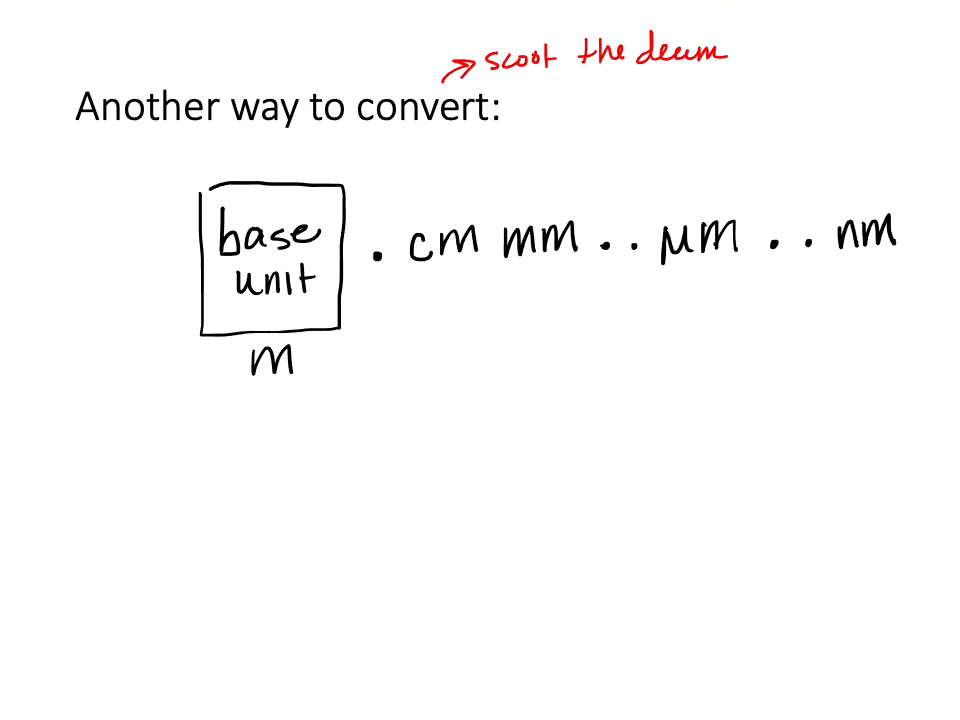 scoot the decim
Another way to convert:
base
unit
. cm mm . . µm . . nm
m